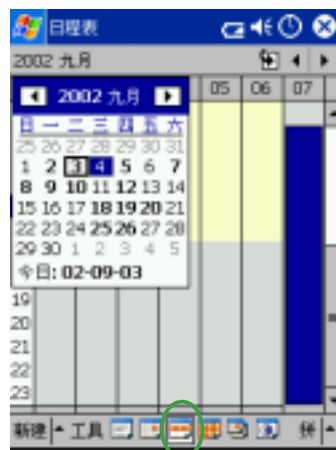 日程表
2002 九月
05 06 07
2002 九月
日 一 二 三 四 五 六
25 26 27 28 29 30 31
1 2 3 4 5 6 7
8 9 10 11 12 13 14
15 16 17 18 19 20 21
22 23 24 25 26 27 28
29 30 1 2 3 4 5
今日: 02-09-03
19
20
21
22
23
新建 工具 拼